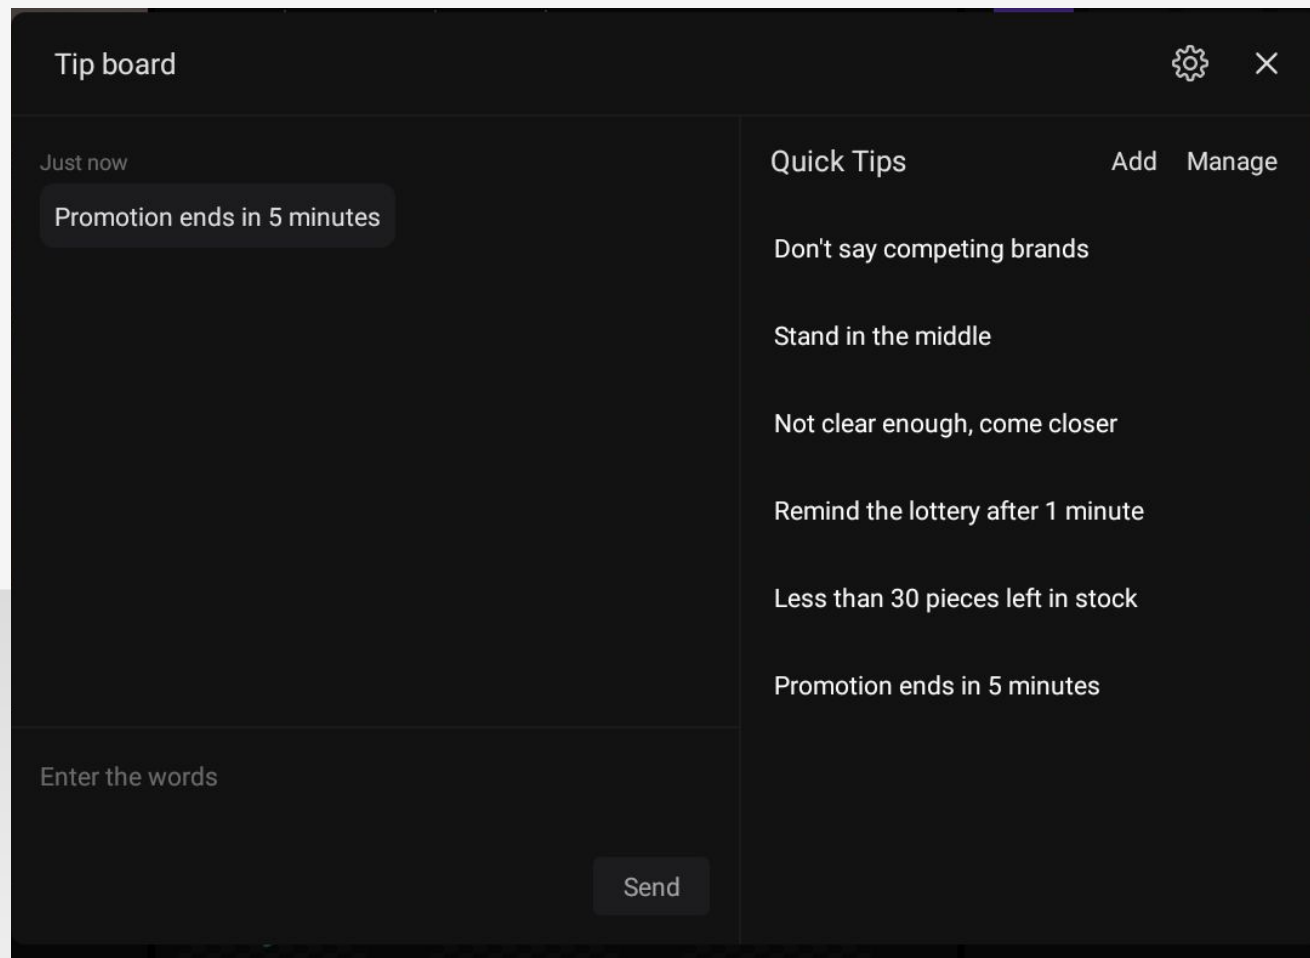 Tip board
Just now
Promotion ends in 5 minutes
Enter the words
Send
Quick Tips Add Manage
Don't say competing brands
Stand in the middle
Not clear enough, come closer
Remind the lottery after 1 minute
Less than 30 pieces left in stock
Promotion ends in 5 minutes